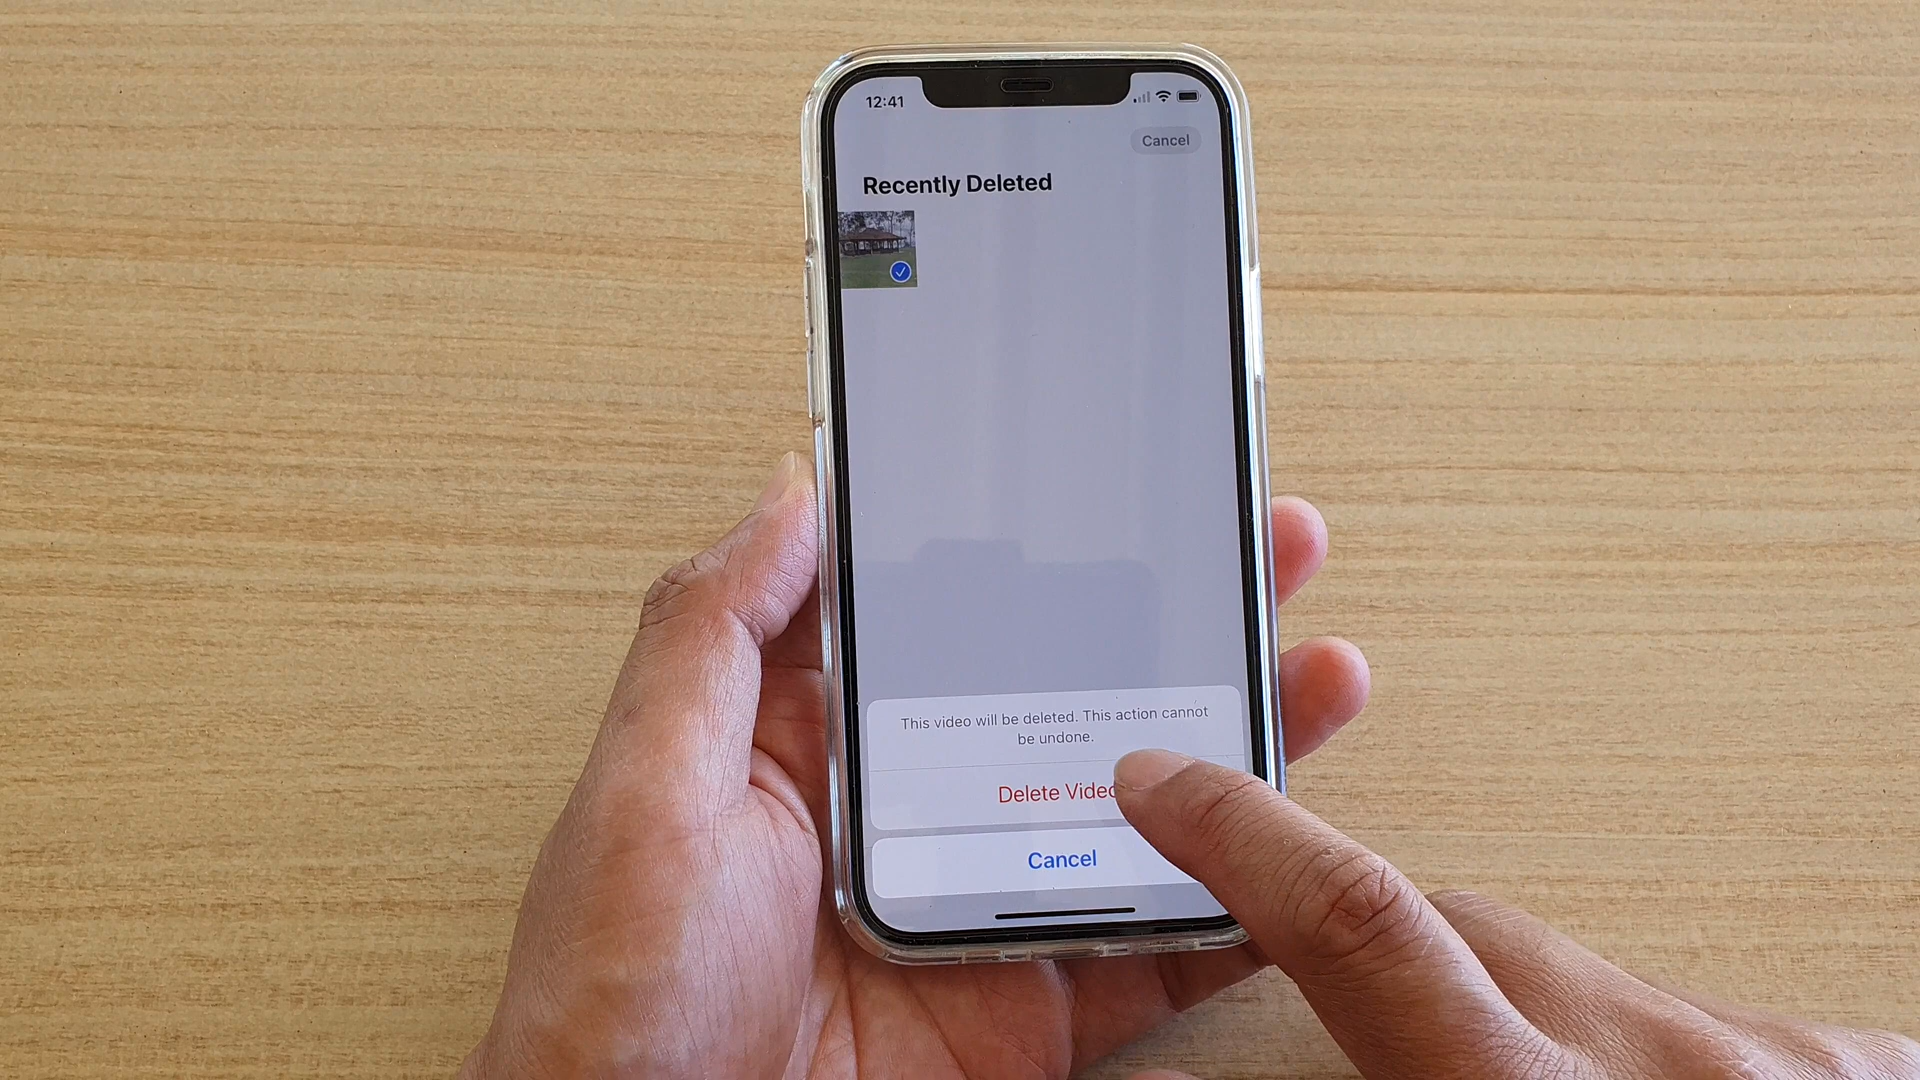 12:41
Cancel
Recently Deleted
This video will be deleted. This action cannot
be undone.
Delete Video
Cancel